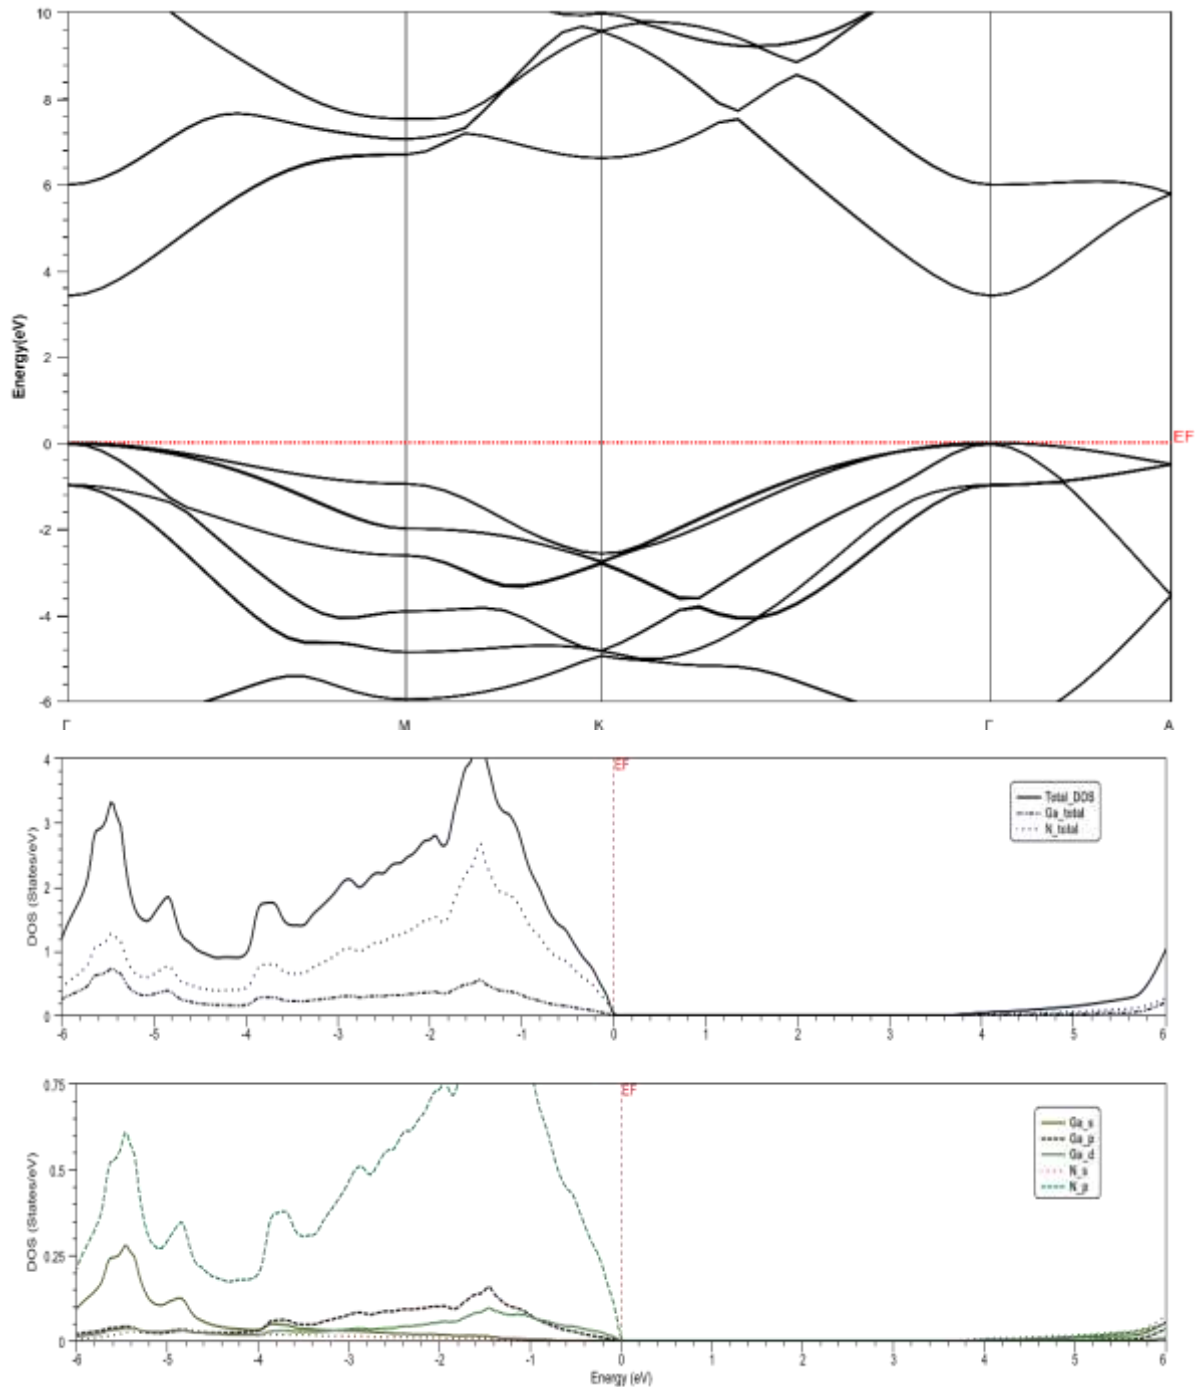 10
8
6
4
2
0
-2
-4
-6
Energy(eV)
EF
Γ M K Γ A
4
3
2
1
0
DOS (States/eV)
EF
Total_DOS
Ga_total
N_total
-6 -5 -4 -3 -2 -1 0 1 2 3 4 5 6
0.75
0.5
0.25
0
DOS (States/eV)
EF
Ga_s
Ga_p
Ga_d
N_s
N_p
-6 -5 -4 -3 -2 -1 0 1 2 3 4 5 6
Energy (eV)